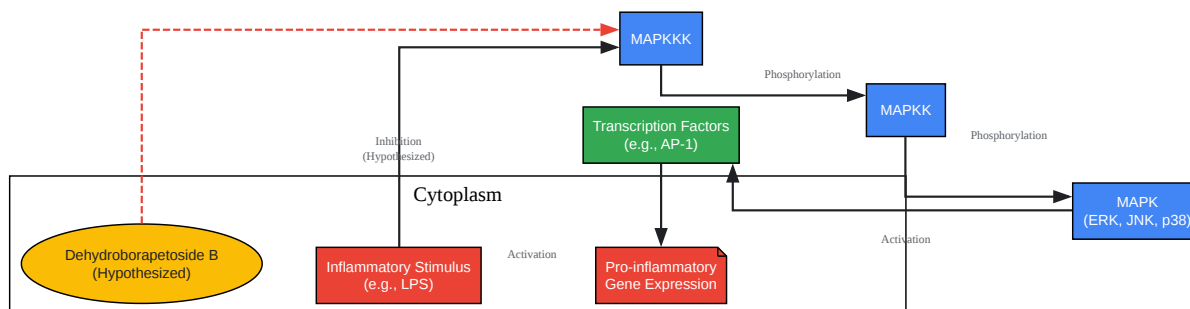 MAPKKK
Phosphorylation
MAPKK
Transcription Factors
(e.g., AP-1)
Phosphorylation
Inhibition
(Hypothesized)
Cytoplasm
MAPK
(ERK, JNK, p38)
Activation
Dehydroborapetoside B
(Hypothesized)
Inflammatory Stimulus
(e.g., LPS)
Activation
Pro-inflammatory
Gene Expression